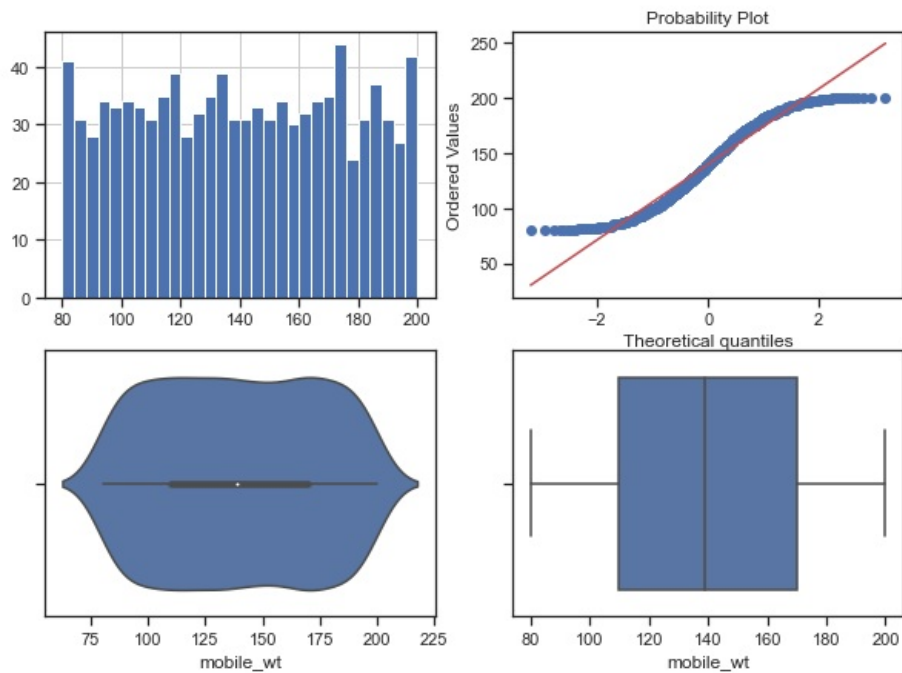 Probability Plot
40
30
20
10
0
80 100 120 140 160 180 200
Ordered Values
250
200
150
100
50
−2 0 2
Theoretical quantiles
75 100 125 150 175 200 225
mobile_wt
80 100 120 140 160 180 200
mobile_wt